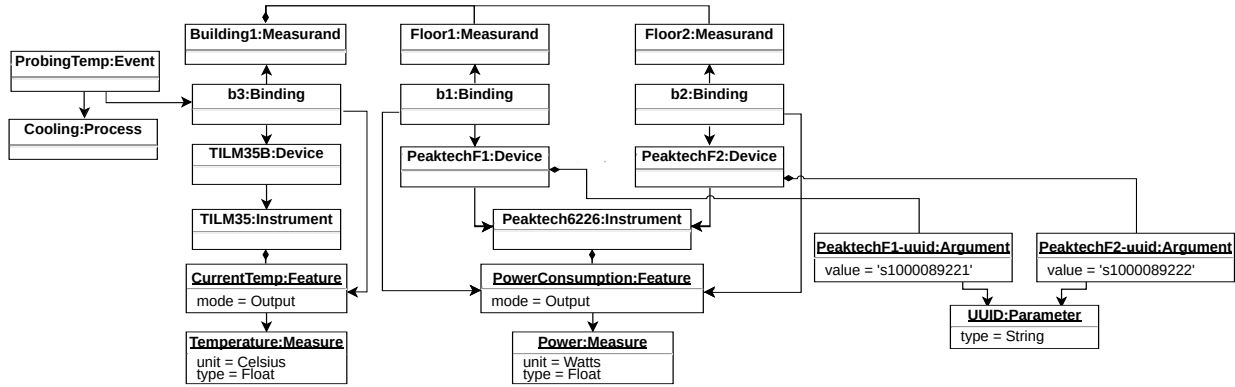 Building1:Measurand
Floor1:Measurand
Floor2:Measurand
ProbingTemp:Event
b3:Binding
b1:Binding
b2:Binding
Cooling:Process
TILM35B:Device
PeaktechF1:Device
PeaktechF2:Device
TILM35:Instrument
Peaktech6226:Instrument
PeaktechF1-uuid:Argument
value = 's1000089221'
PeaktechF2-uuid:Argument
value = 's1000089222'
CurrentTemp:Feature
mode = Output
PowerConsumption:Feature
mode = Output
UUID:Parameter
type = String
Temperature:Measure
unit = Celsius
type = Float
Power:Measure
unit = Watts
type = Float